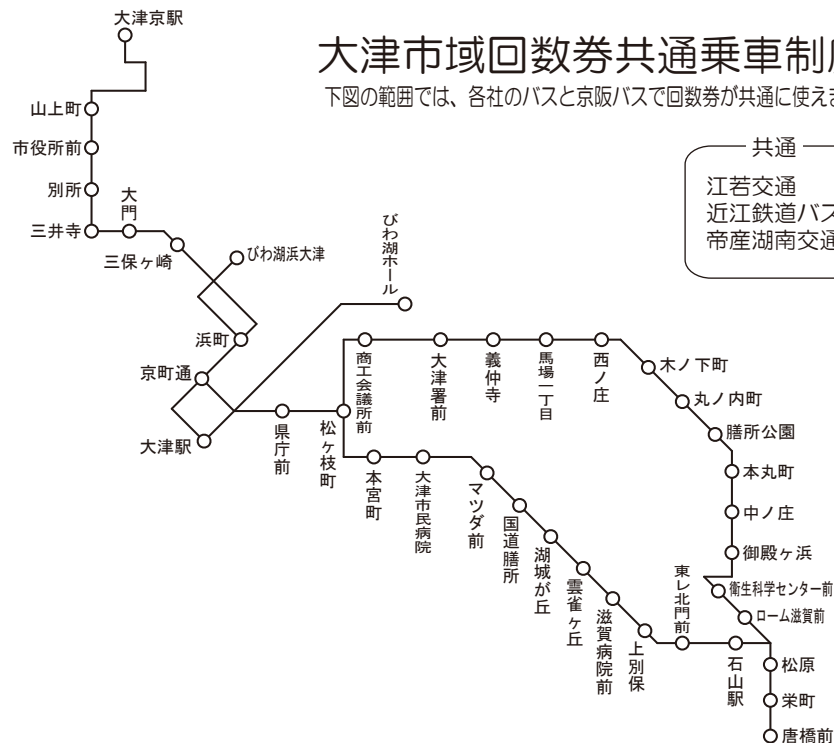 大津京駅
大津市域回数券共通乗車制
下図の範囲では、各社のバスと京阪バスで回数券が共通に使え
共通
江若交通
近江鉄道バス
帝産湖南交通
山上町
市役所前
別所
三井寺
大門
三保ヶ崎
びわ湖浜大津
びわ湖ホール
浜町
京町通
大津駅
県庁前
松ヶ枝町
商工会議所前
大津署前
義仲寺
馬場一丁目
西ノ庄
木ノ下町
丸ノ内町
膳所公園
本丸町
中ノ庄
御殿ヶ浜
衛生科学センター前
ローム滋賀前
本宮町
大津市民病院
マツダ前
国道膳所
湖城が丘
雲雀ヶ丘
滋賀病院前
上別保
東レ北門前
石山駅
松原
栄町
唐橋前